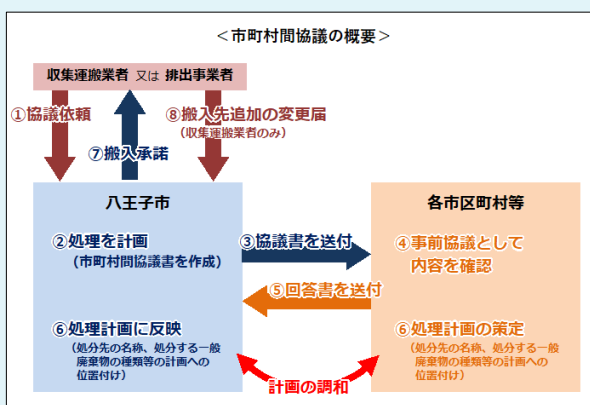 ＜市町村間協議の概要＞
収集運搬業者 又は 排出事業者
①協議依頼
⑧搬入先追加の変更届
（収集運搬業者のみ）
⑦搬入承諾
八王子市
各市区町村等
②処理を計画
（市町村間協議書を作成）
③協議書を送付
④事前協議として
内容を確認
⑤回答書を送付
⑥処理計画に反映
（処分先の名称、処分する一般
廃棄物の種類等の計画への
位置付け）
⑥処理計画の策定
（処分先の名称、処分する一般
廃棄物の種類等の計画への
位置付け）
計画の調和